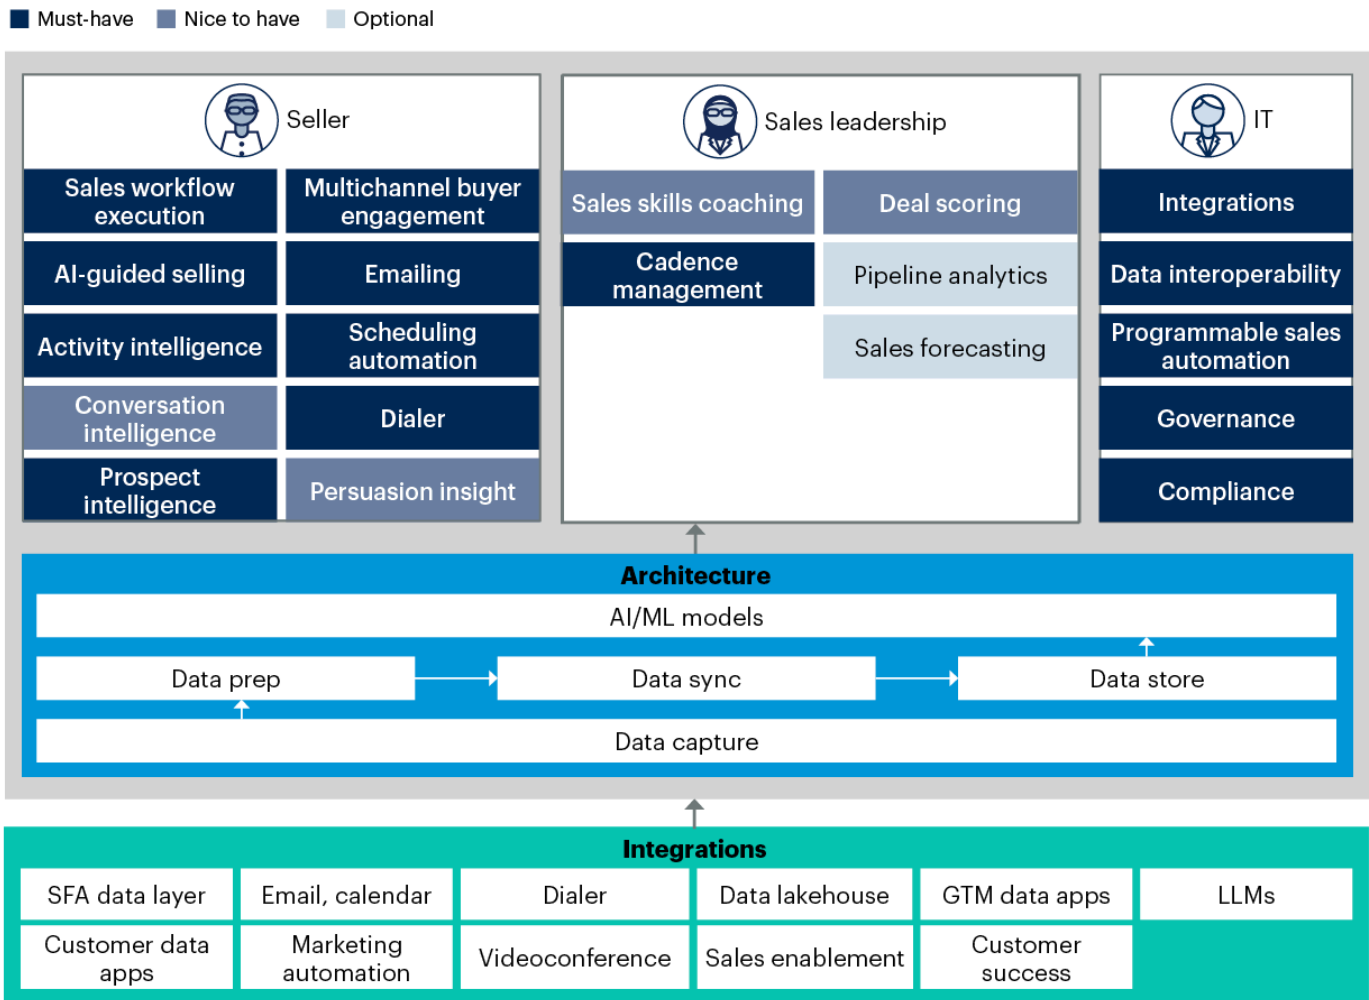 Must-have Nice to have Optional
Seller
Sales workflow
execution
Multichannel buyer
engagement
AI-guided selling
Emailing
Activity intelligence
Scheduling
automation
Conversation
intelligence
Dialer
Prospect
intelligence
Persuasion insight
Sales leadership
Sales skills coaching
Deal scoring
Cadence
management
Pipeline analytics
Sales forecasting
IT
Integrations
Data interoperability
Programmable sales
automation
Governance
Compliance
Architecture
AI/ML models
Data prep
Data sync
Data store
Data capture
Integrations
SFA data layer
Email, calendar
Dialer
Data lakehouse
GTM data apps
LLMs
Customer data
apps
Marketing
automation
Videoconference
Sales enablement
Customer
success